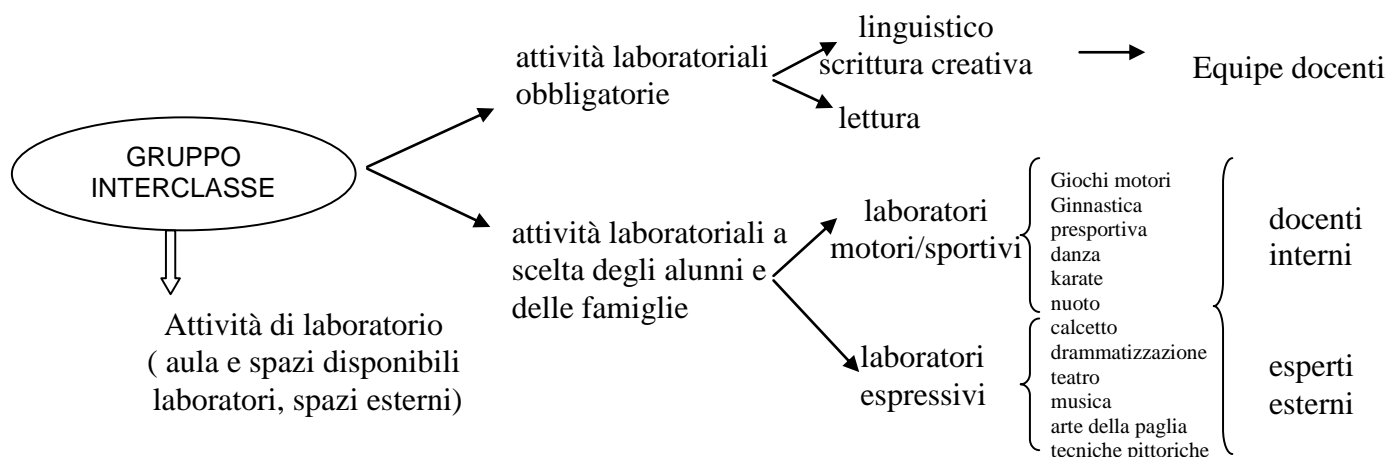 GRUPPO
INTERCLASSE
Attività di laboratorio
( aula e spazi disponibili
laboratori, spazi esterni)
attività laboratoriali
obbligatorie
linguistico
scrittura creativa
lettura
Equipe docenti
attività laboratoriali a
scelta degli alunni e
delle famiglie
laboratori
motori/sportivi
laboratori
espressivi
Giochi motori
Ginnastica
presportiva
danza
karate
nuoto
calcetto
drammatizzazione
teatro
musica
arte della paglia
tecniche pittoriche
docenti
interni
esperti
esterni